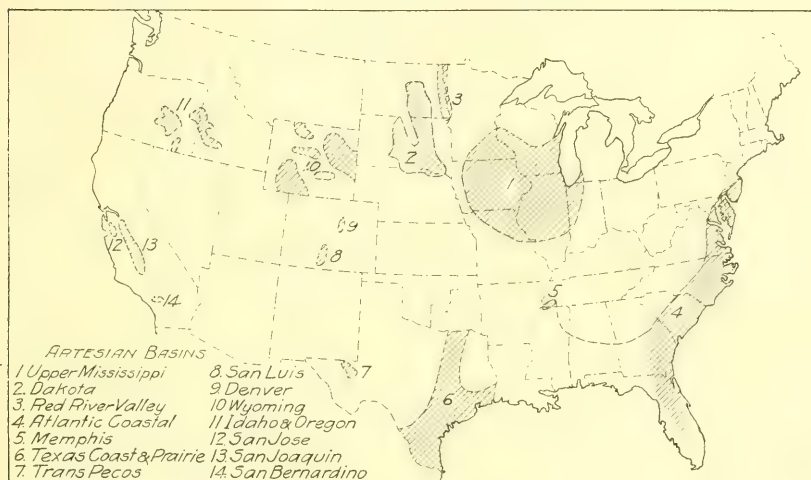 11
3
10
2
1
9
12
13
8
14
5
4
7
6
ARTESIAN BASINS
1 Upper Mississippi
2. Dakota
3. Red River Valley
4. Atlantic Coastal
5. Memphis
6. Texas Coast & Prairie
7. Trans Pecos
8. San Luis
9. Denver
10 Wyoming
11 Idaho & Oregon
12 San Jose
13. San Joaquin
14. San Bernardino